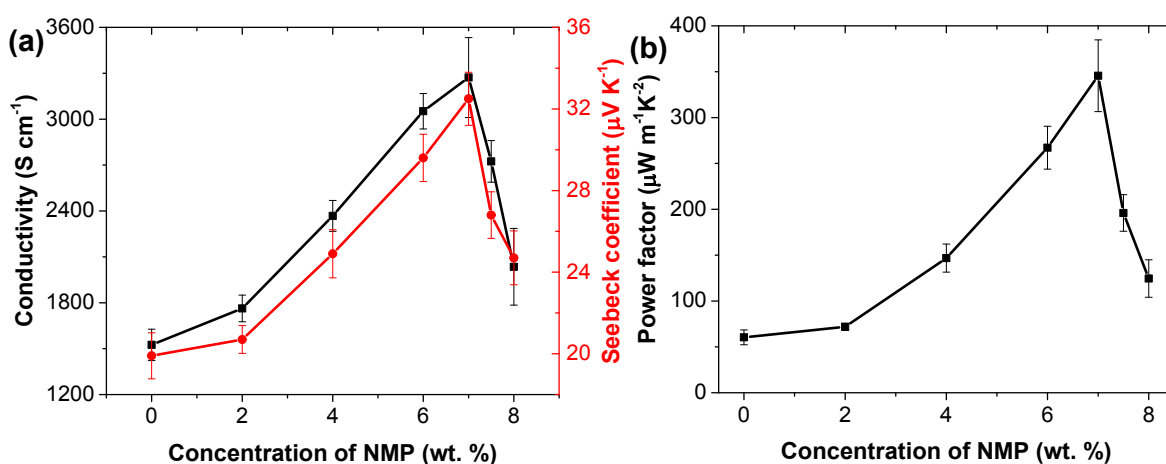 (a)
Conductivity (S cm⁻¹)
3600
3000
2400
1800
1200
0 2 4 6 8
Concentration of NMP (wt. %)
36
32
28
24
20
Seebeck coefficient (μV K⁻¹)
(b)
Power factor (μW m⁻¹K⁻²)
400
300
200
100
0
0 2 4 6 8
Concentration of NMP (wt. %)